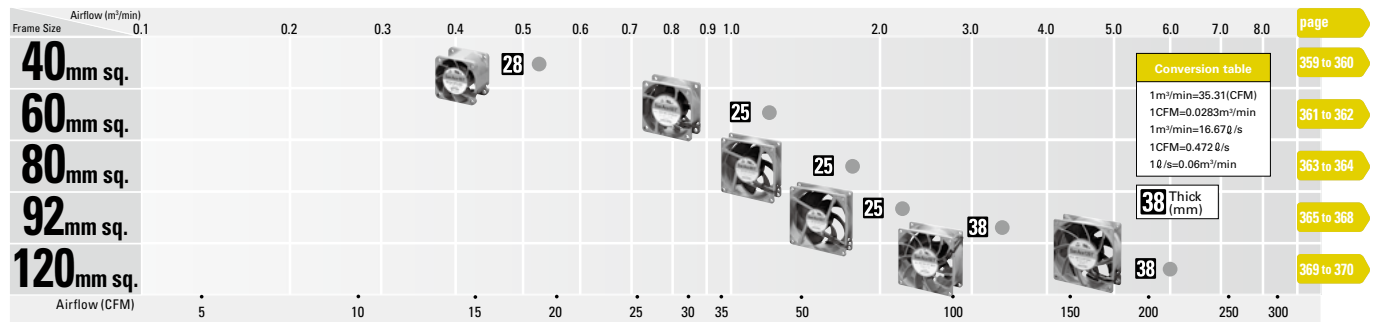 Airflow (m³/min)
Frame Size
0.1 0.2 0.3 0.4 0.5 0.6 0.7 0.8 0.9 1.0 2.0 3.0 4.0 5.0 6.0 7.0 8.0
page
40mm sq.
28
359 to 360
60mm sq.
25
361 to 362
80mm sq.
25
363 to 364
92mm sq.
25
38
365 to 368
120mm sq.
38
369 to 370
Conversion table
1m³/min=35.31(CFM)
1CFM=0.0283m³/min
1m³/min=16.67ℓ/s
1CFM=0.472ℓ/s
1ℓ/s=0.06m³/min
38 Thick
(mm)
Airflow (CFM)
5 10 15 20 25 30 35 50 100 150 200 250 300